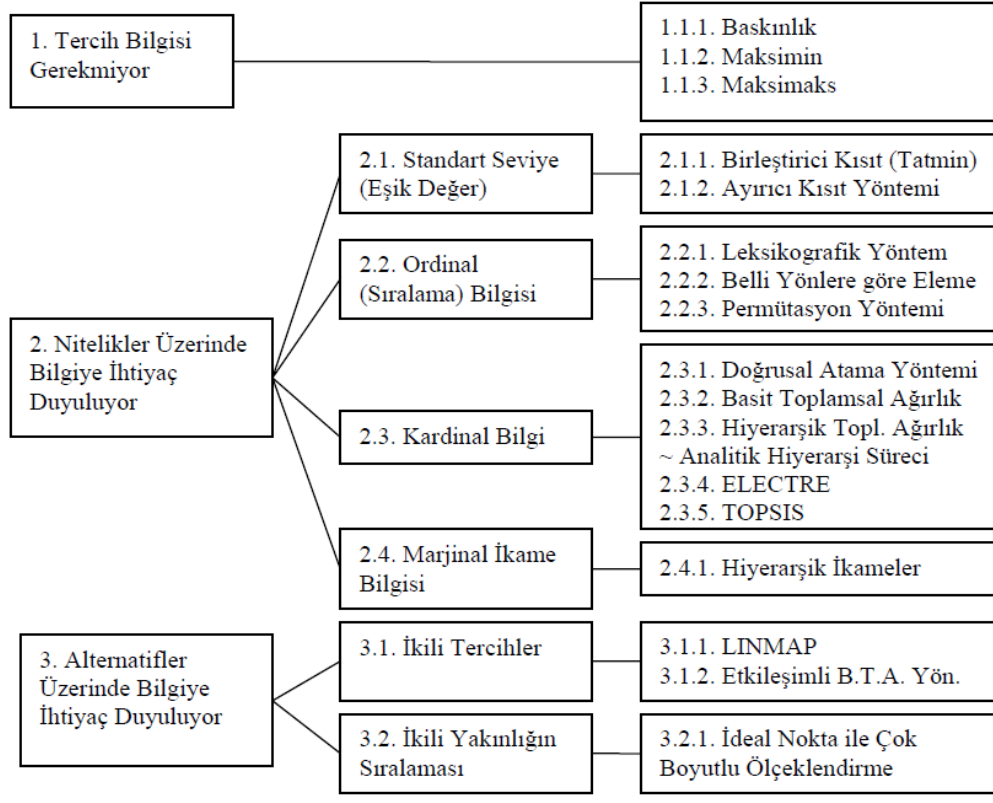 1. Tercih Bilgisi
Gerekmiyor
1.1.1. Baskınlık
1.1.2. Maksimin
1.1.3. Maksimaks
2. Nitelikler Üzerinde
Bilgiye İhtiyaç
Duyuluyor
2.1. Standart Seviye
(Eşik Değer)
2.1.1. Birleştirici Kısıt (Tatmin)
2.1.2. Ayırıcı Kısıt Yöntemi
2.2. Ordinal
(Sıralama) Bilgisi
2.2.1. Leksikografik Yöntem
2.2.2. Belli Yönlere göre Eleme
2.2.3. Permütasyon Yöntemi
2.3. Kardinal Bilgi
2.3.1. Doğrusal Atama Yöntemi
2.3.2. Basit Toplamsal Ağırlık
2.3.3. Hiyerarşik Topl. Ağırlık
~ Analitik Hiyerarşi Süreci
2.3.4. ELECTRE
2.3.5. TOPSIS
2.4. Marjinal İkame
Bilgisi
2.4.1. Hiyerarşik İkameler
3. Alternatifler
Üzerinde Bilgiye
İhtiyaç Duyuluyor
3.1. İkili Tercihler
3.1.1. LINMAP
3.1.2. Etkileşimli B.T.A. Yön.
3.2. İkili Yakınlığın
Sıralaması
3.2.1. İdeal Nokta ile Çok
Boyutlu Ölçeklendirme